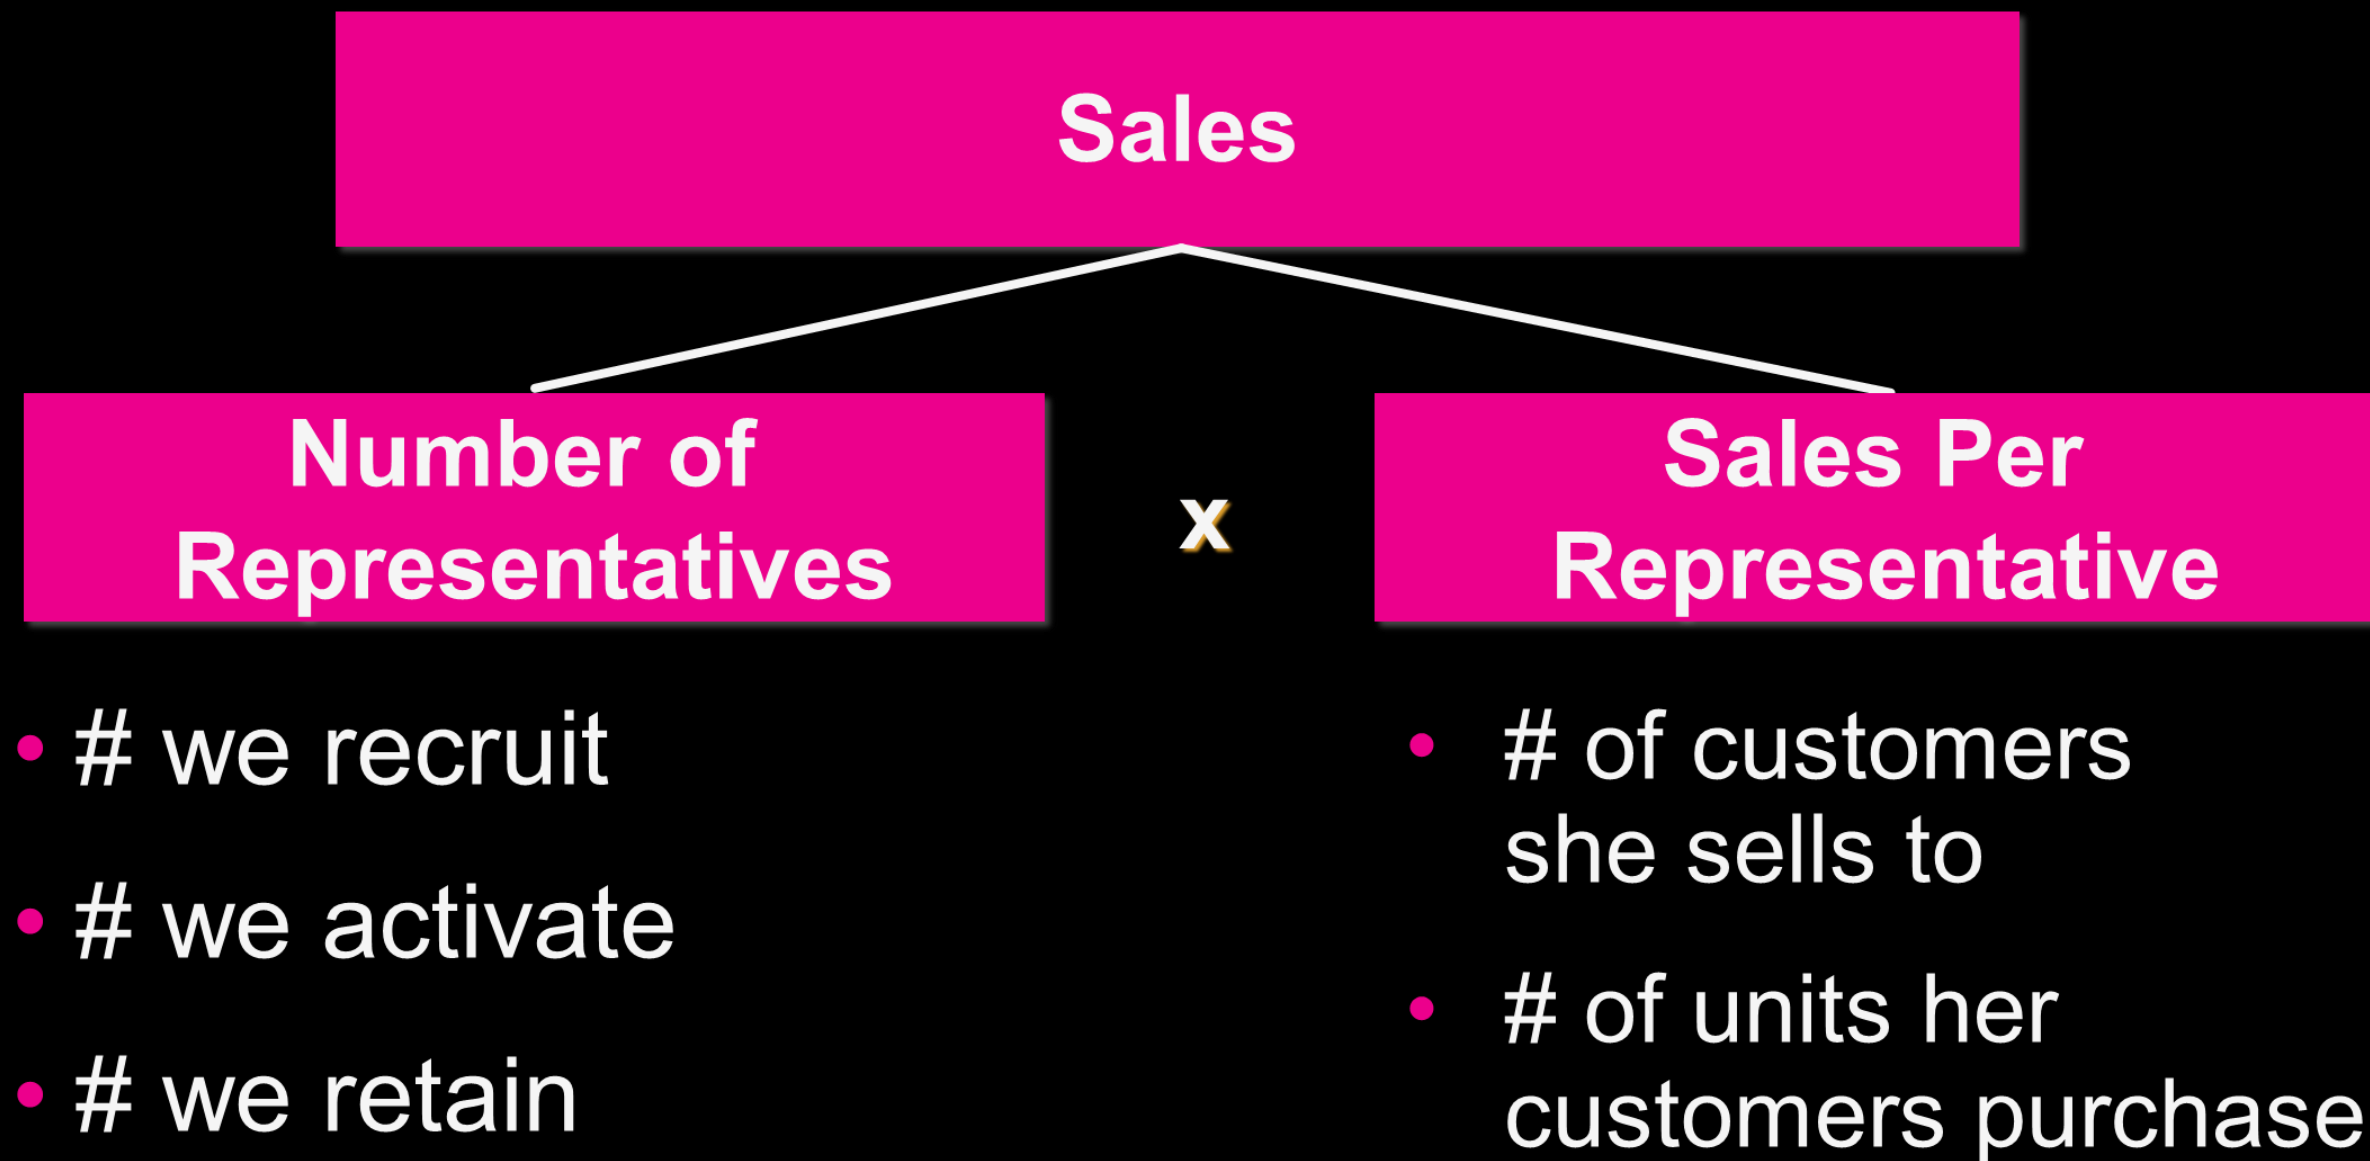 Sales
Number of
Representatives
x
Sales Per
Representative
• # we recruit
• # we activate
• # we retain
• # of customers
she sells to
• # of units her
customers purchase